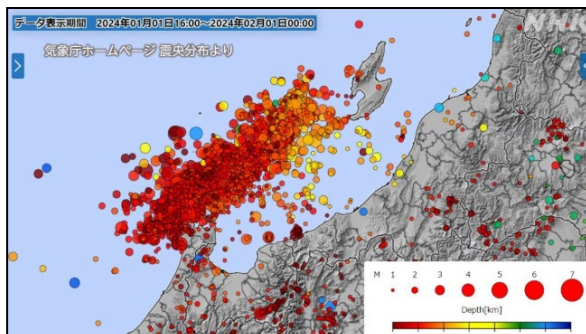 データ表示期間 2024年01月01日16:00～2024年02月01日00:00
NHK
気象庁ホームページ 震央分布より
M 1 2 3 4 5 6 7
Depth[km]